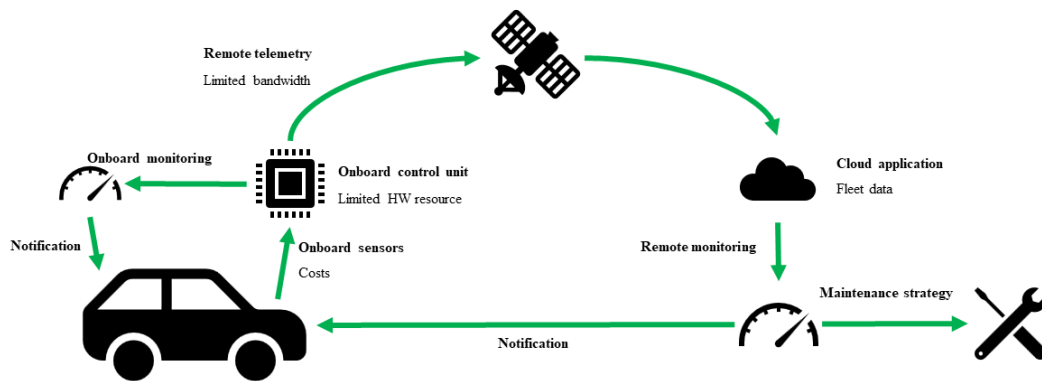 Remote telemetry
Limited bandwidth
Onboard monitoring
Onboard control unit
Limited HW resource
Cloud application
Fleet data
Notification
Onboard sensors
Costs
Remote monitoring
Maintenance strategy
Notification